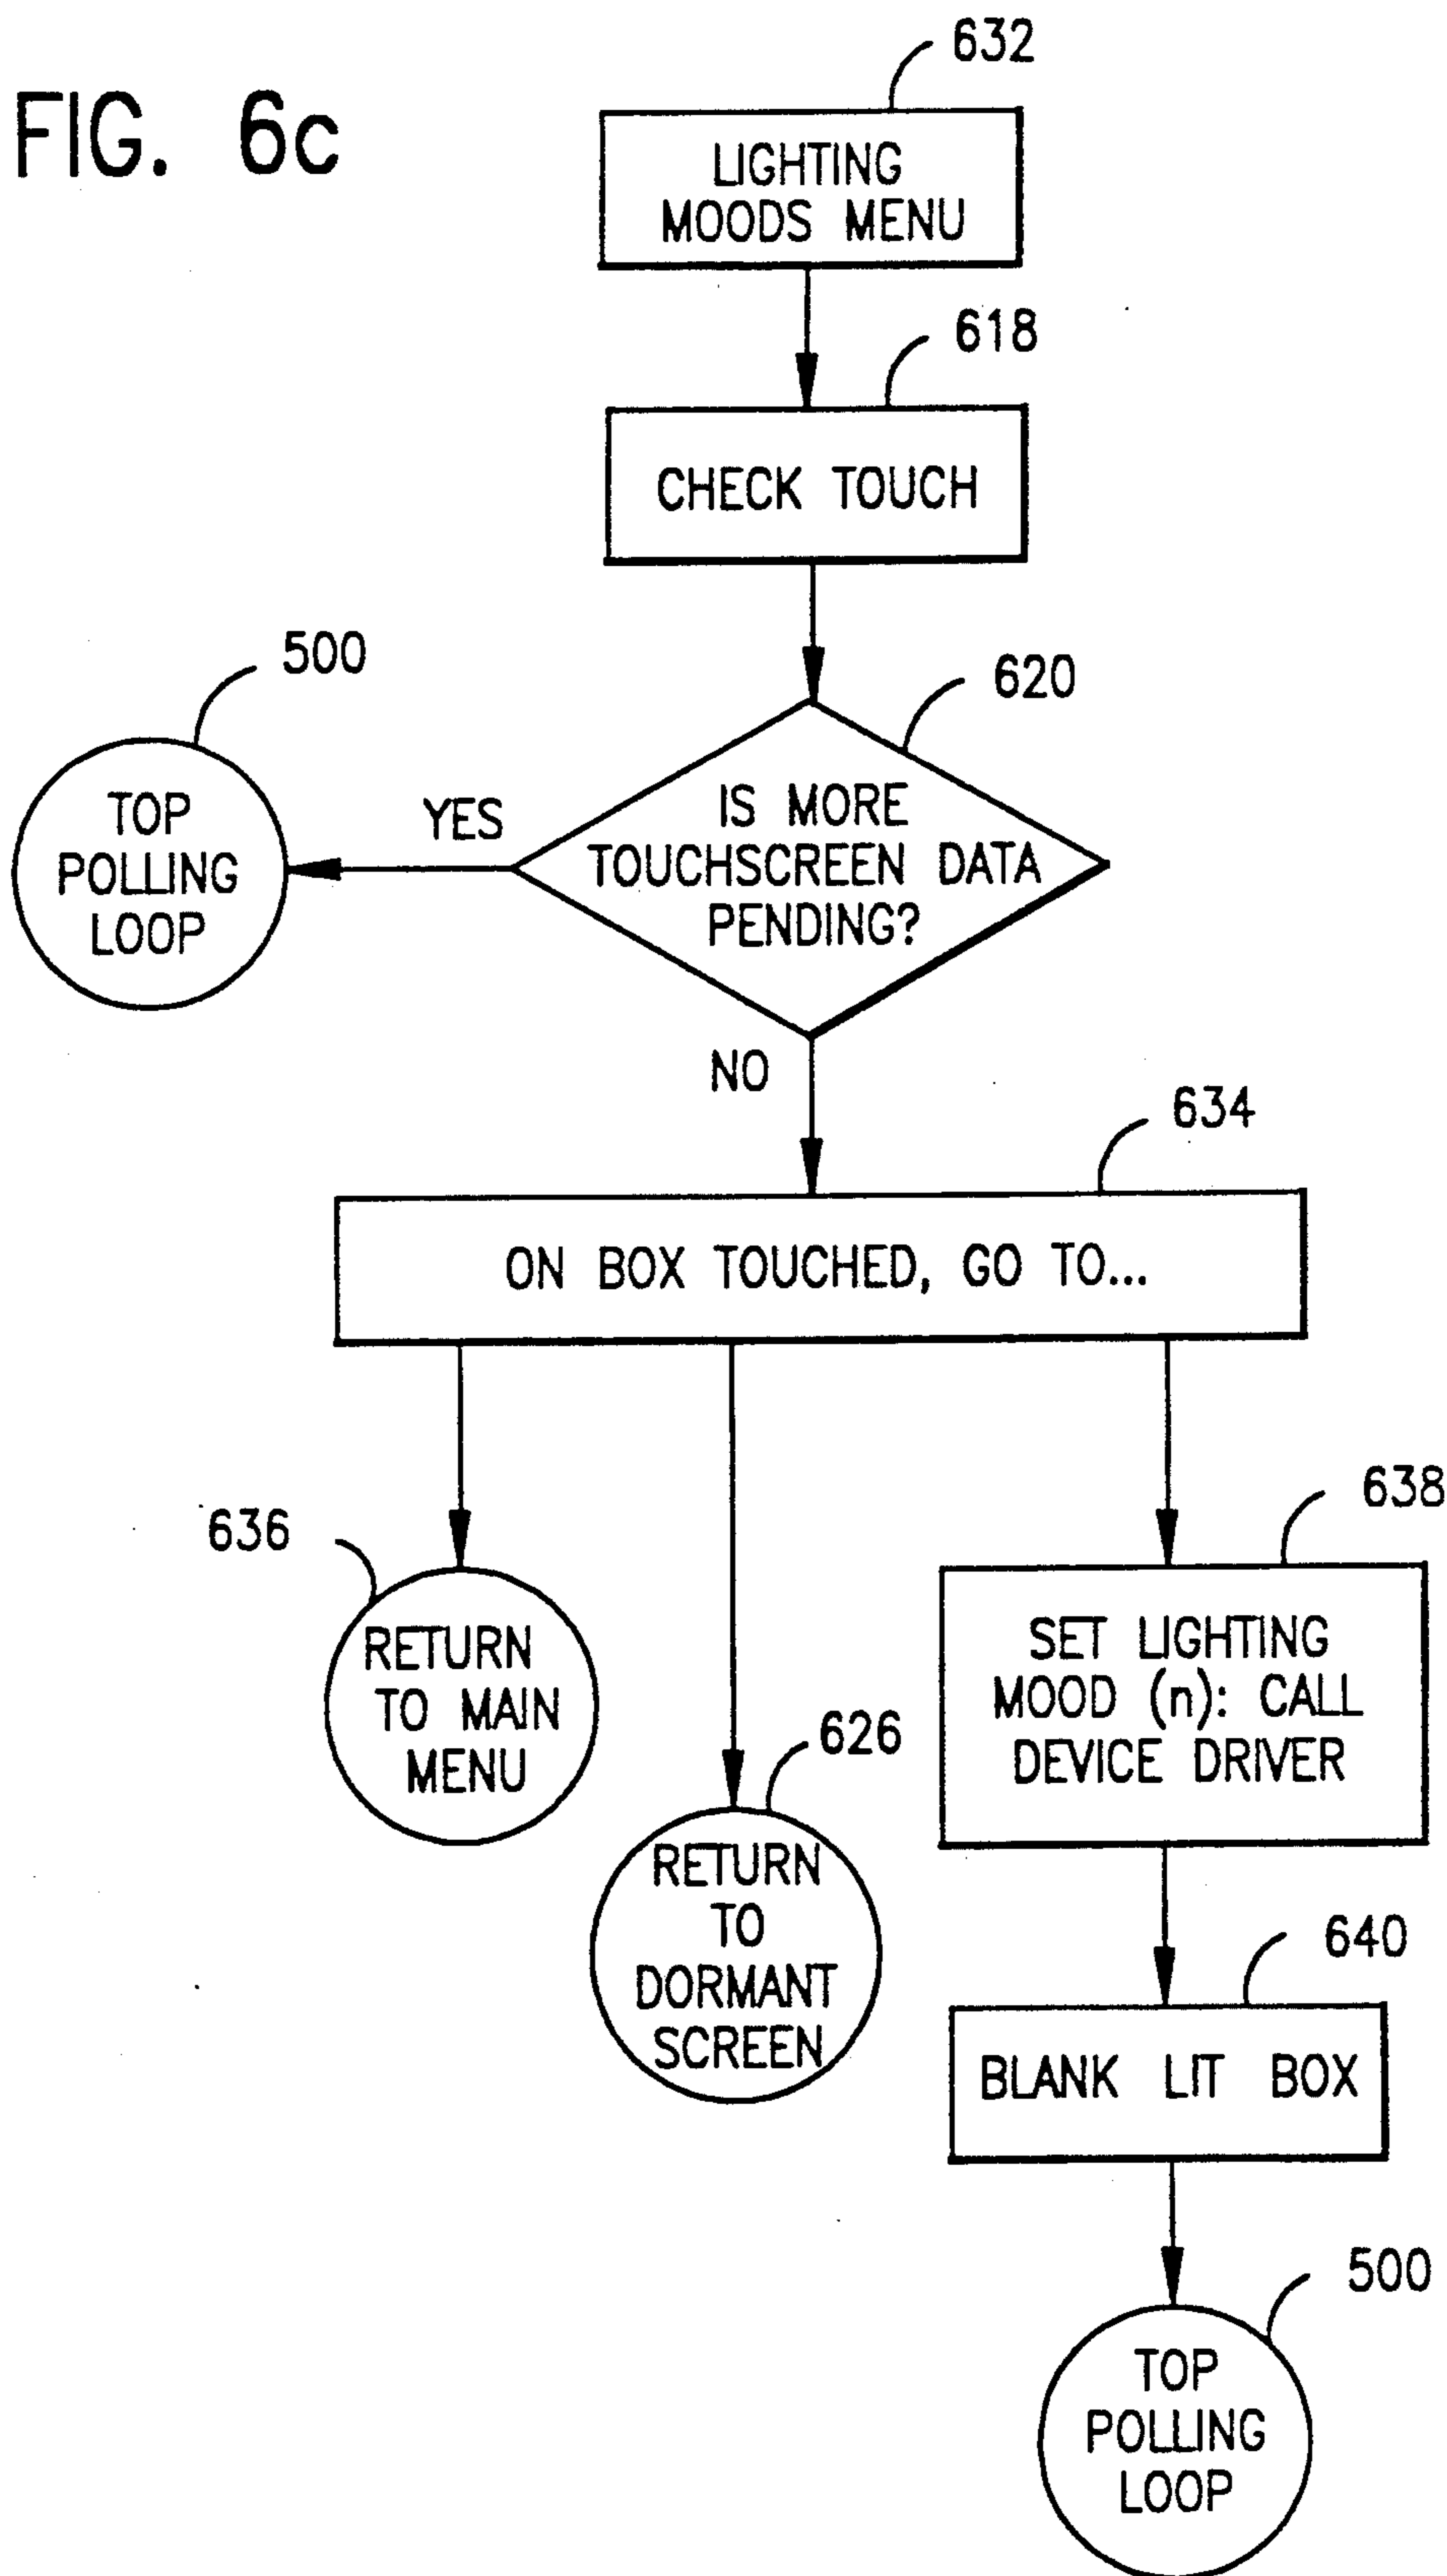 FIG. 6c
632
LIGHTING
MOODS MENU
618
CHECK TOUCH
500
TOP
POLLING
LOOP
YES
620
IS MORE
TOUCHSCREEN DATA
PENDING?
NO
634
ON BOX TOUCHED, GO TO...
636
RETURN
TO MAIN
MENU
626
RETURN
TO
DORMANT
SCREEN
638
SET LIGHTING
MOOD (n): CALL
DEVICE DRIVER
640
BLANK LIT BOX
500
TOP
POLLING
LOOP